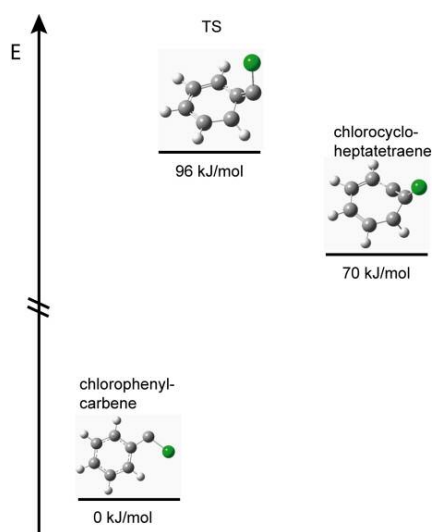 TS
E
96 kJ/mol
chlorocyclo-
heptatetraene
70 kJ/mol
chlorophenyl-
carbene
0 kJ/mol